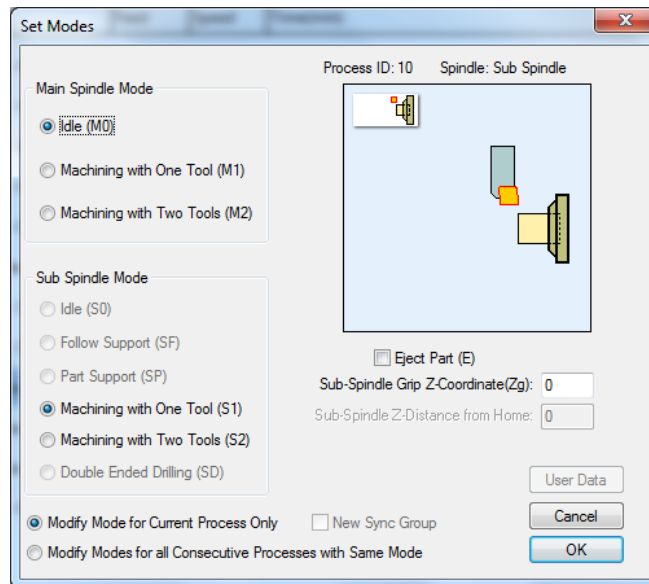 Set Modes
Process ID: 10 Spindle: Sub Spindle
Main Spindle Mode
Idle (M0)
Machining with One Tool (M1)
Machining with Two Tools (M2)
Sub Spindle Mode
Idle (S0)
Follow Support (SF)
Part Support (SP)
Machining with One Tool (S1)
Machining with Two Tools (S2)
Double Ended Drilling (SD)
Eject Part (E)
Sub-Spindle Grip Z-Coordinate(Zg): 0
Sub-Spindle Z-Distance from Home: 0
User Data
Modify Mode for Current Process Only
New Sync Group
Cancel
Modify Modes for all Consecutive Processes with Same Mode
OK